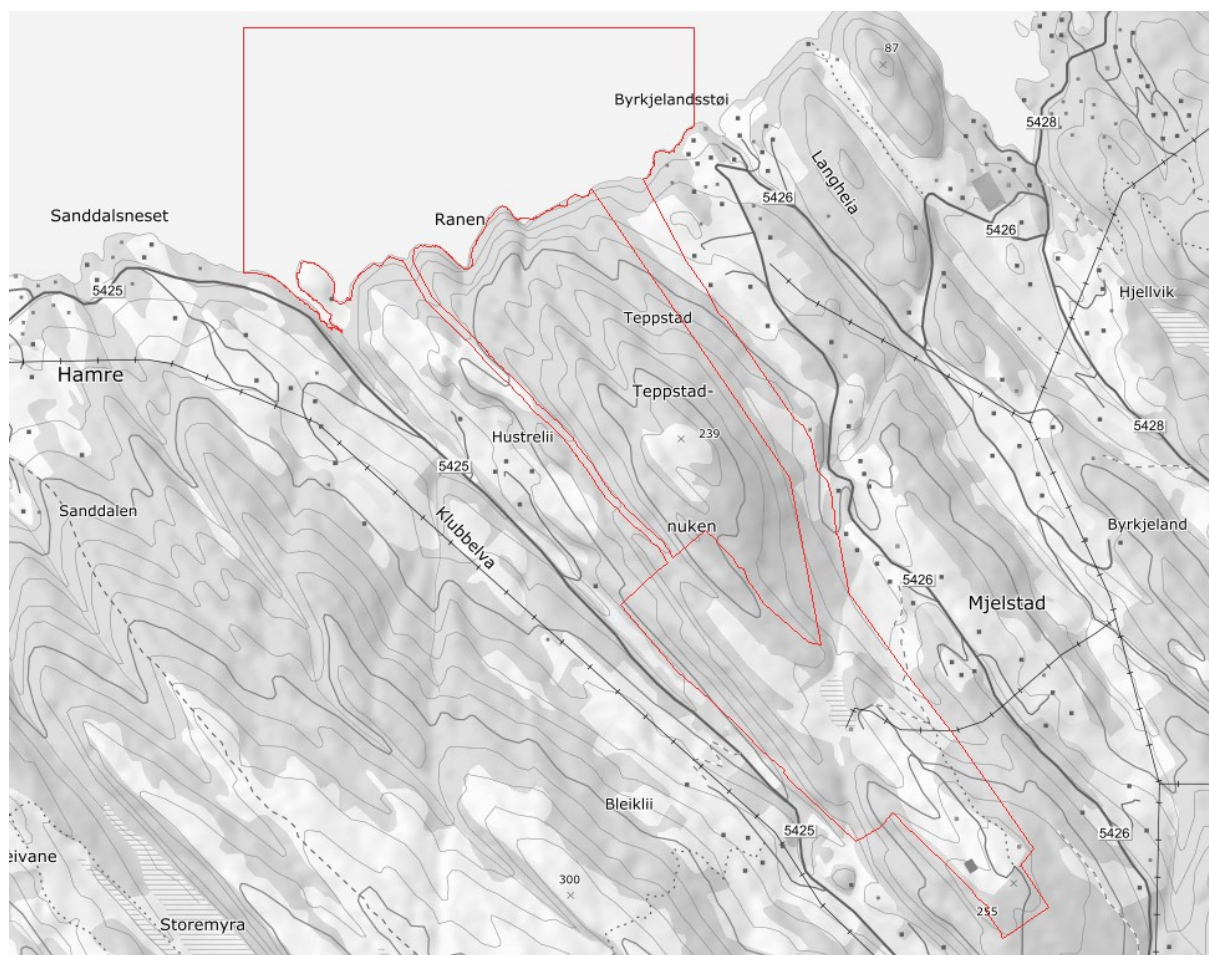 87
Byrkjelandsstøi
5428
Langheia
5426
Sanddalsneset
Ranen
5426
5425
Hjellvik
Teppstad
Hamre
Teppstad-
239
Hustrelii
5428
5425
Sanddalen
Klubbelva
nuken
Byrkjeland
5426
Mjelstad
Bleiklii
5425
5426
eivane
300
255
Storemyra